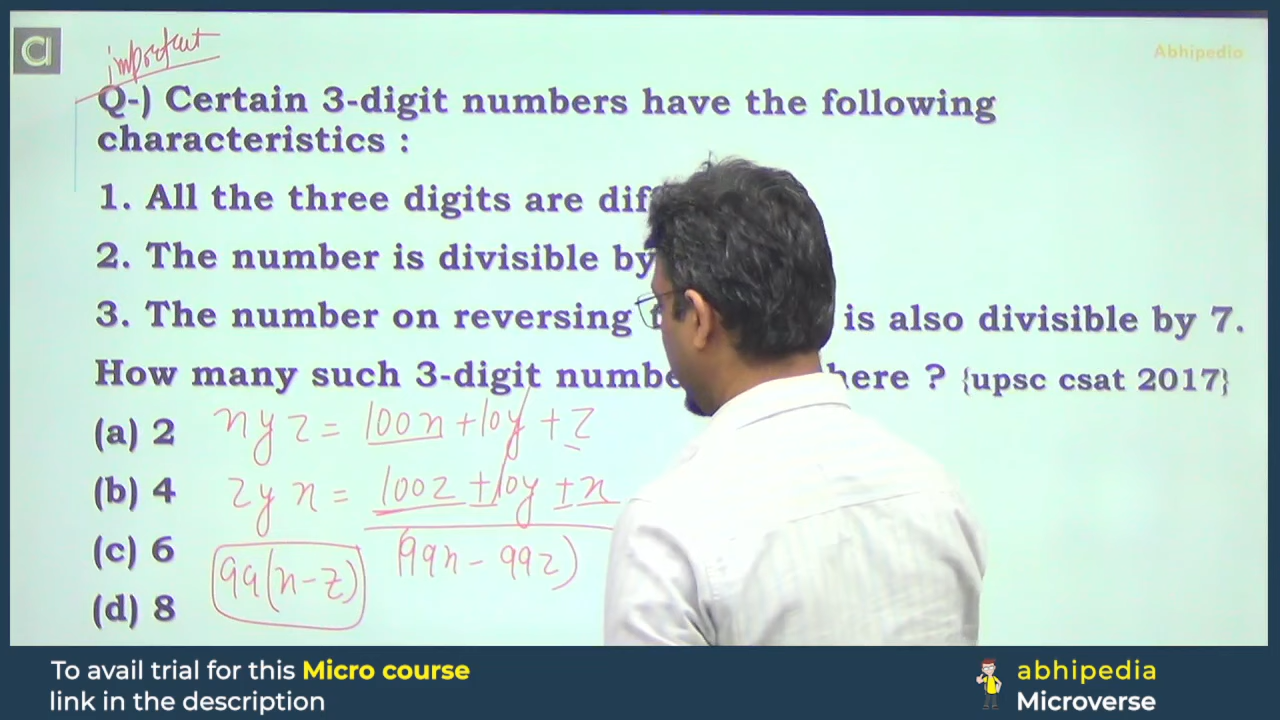 important
Abhipedia
Q-) Certain 3-digit numbers have the following
characteristics :
1. All the three digits are dif
2. The number is divisible by
3. The number on reversing is also divisible by 7.
How many such 3-digit numbe here ? {upsc csat 2017}
(a) 2 xyz = 100x + 10y + z
(b) 4 zyx = 100z ± 10y ± x
(c) 6 (99x - 99z)
99(x-z)
(d) 8
To avail trial for this Micro course
link in the description
abhipedia
Microverse